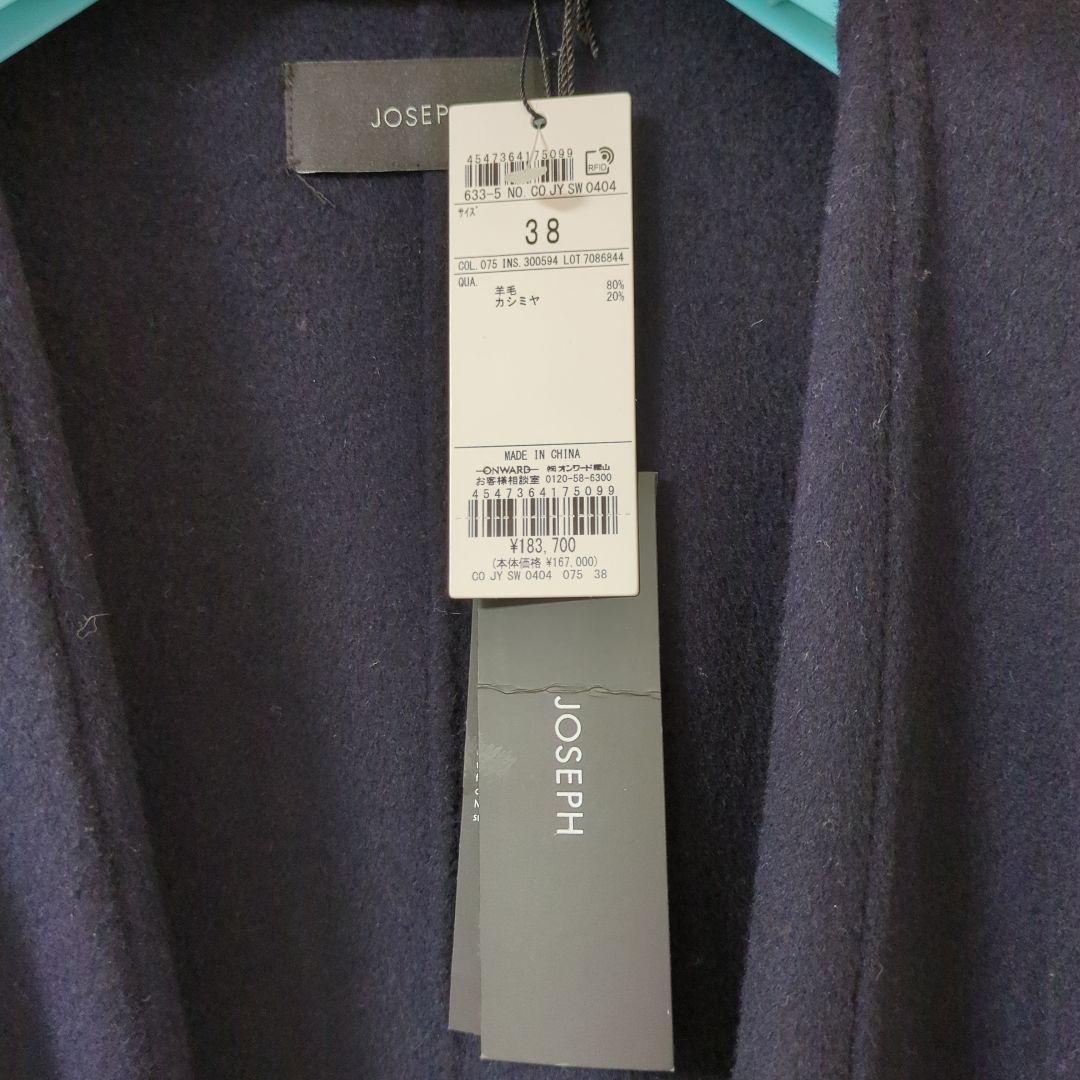 JOSEP
4547364175099
RFID
633-5 NO. CO JY SW 0404
サイズ
38
COL. 075 INS. 300594 LOT 7086844
QUA.
羊毛 80%
カシミヤ 20%
MADE IN CHINA
ONWARD ㈱オンワード樫山
お客様相談室 0120-58-6300
4547364175099
¥183,700
(本体価格 ¥167,000)
CO JY SW 0404 075 38
JOSEPH